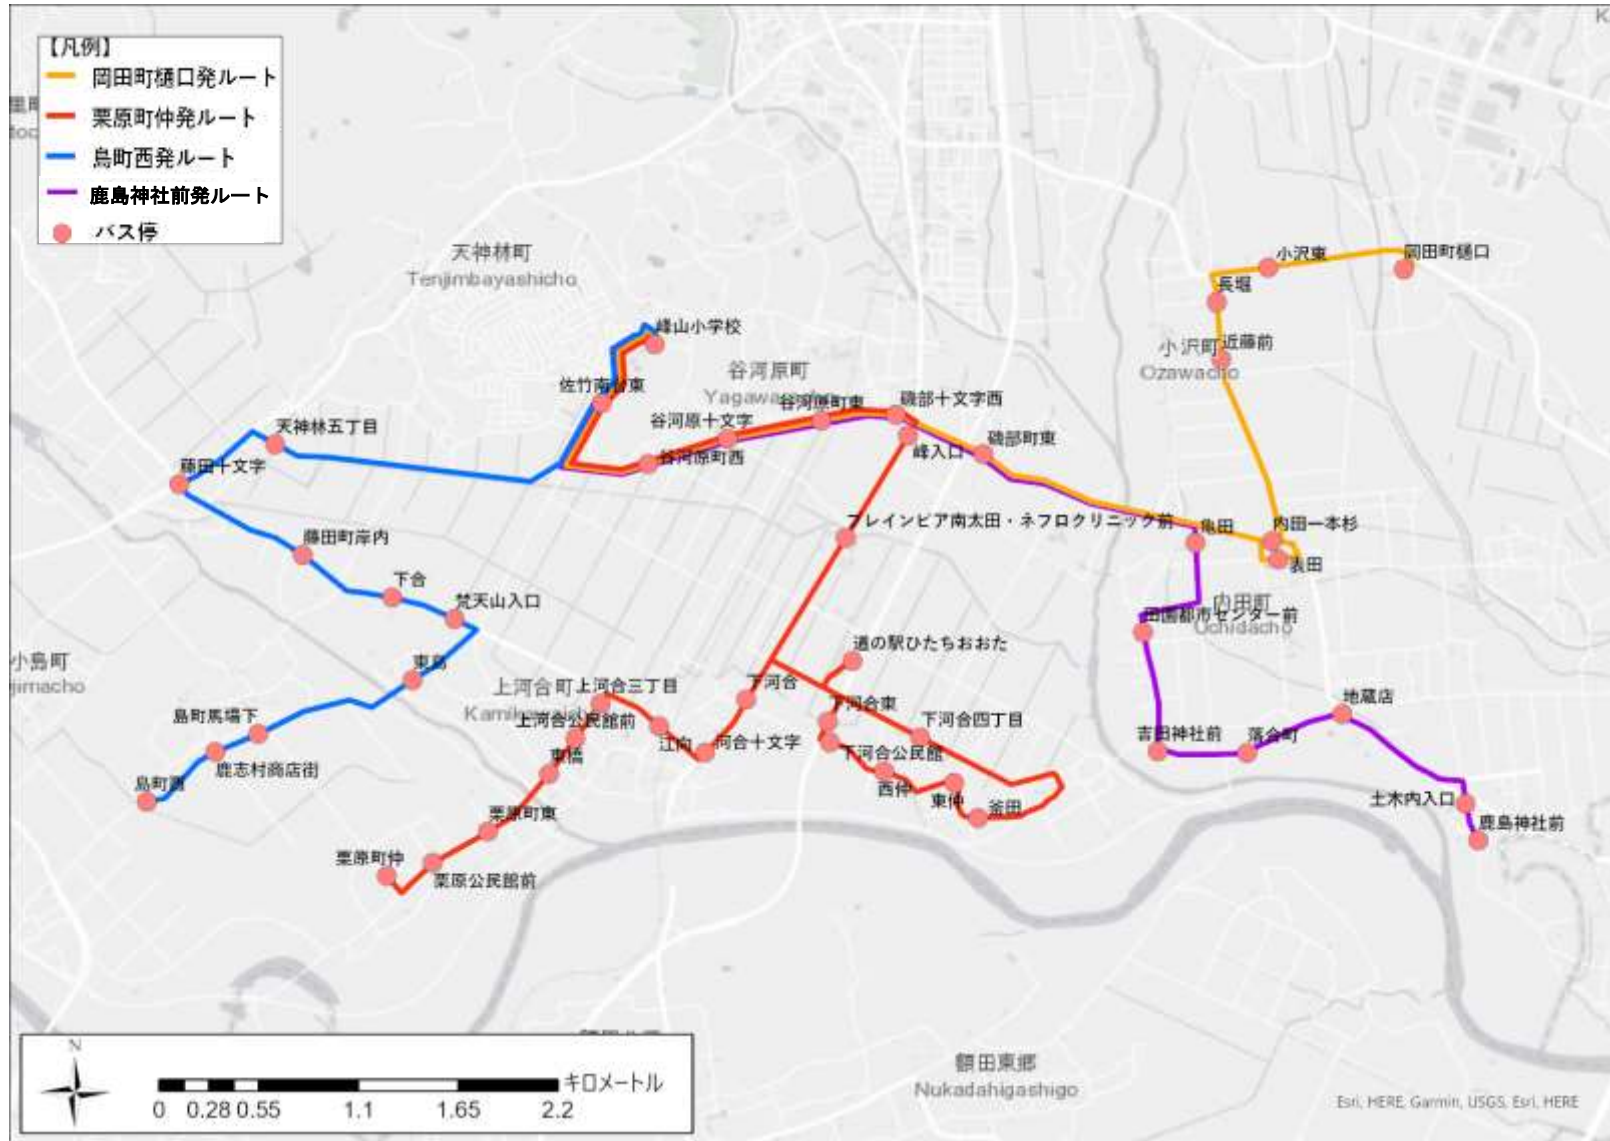 【凡例】
岡田町樋口発ルート
栗原町仲発ルート
島町西発ルート
鹿島神社前発ルート
バス停
天神林町
Tenjimbayashicho
峰山小学校
佐竹南台東
谷河原町
谷河原十文字
谷河原町東
磯部十文字西
谷河原町西
峰入口
磯部町東
小沢東
岡田町樋口
長堀
小沢町
Ozawacho
近藤前
天神林五丁目
藤田十文字
藤田町岸内
下合
梵天山入口
フレインピア南太田・ネフロクリニック前
亀田
内田一本杉
表田
内田町
Uchidacho
田園都市センター前
道の駅ひたちおおた
小島町
jimacho
東島
上河合町
上河合三丁目
下河合
下河合東
下河合四丁目
上河合公民館前
江向
河合十文字
下河合公民館
地蔵店
吉田神社前
落合町
島町馬場下
鹿志村商店街
東橋
西仲
東仲
釜田
島町西
土木内入口
鹿島神社前
栗原町東
栗原町仲
栗原公民館前
額田東郷
Nukadahigashigo
N
キロメートル
0 0.28 0.55 1.1 1.65 2.2
Esri, HERE, Garmin, USGS, Esri, HERE